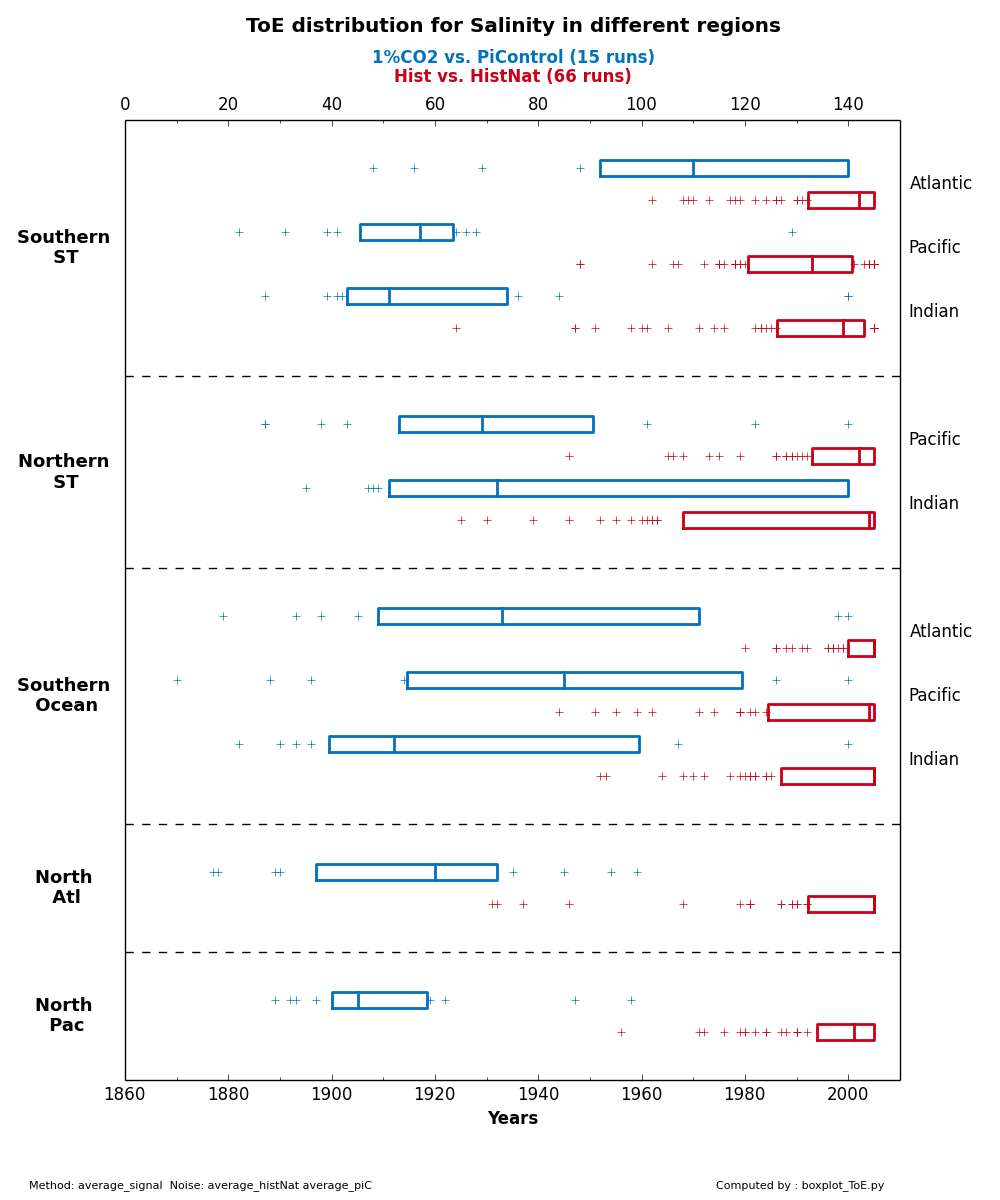 ToE distribution for Salinity in different regions
1%CO2 vs. PiControl (15 runs)
Hist vs. HistNat (66 runs)
0 20 40 60 80 100 120 140
Atlantic
Southern
ST
Pacific
Indian
Pacific
Northern
ST
Indian
Atlantic
Southern
Ocean
Pacific
Indian
North
Atl
North
Pac
1860 1880 1900 1920 1940 1960 1980 2000
Years
Method: average_signal Noise: average_histNat average_piC
Computed by : boxplot_ToE.py